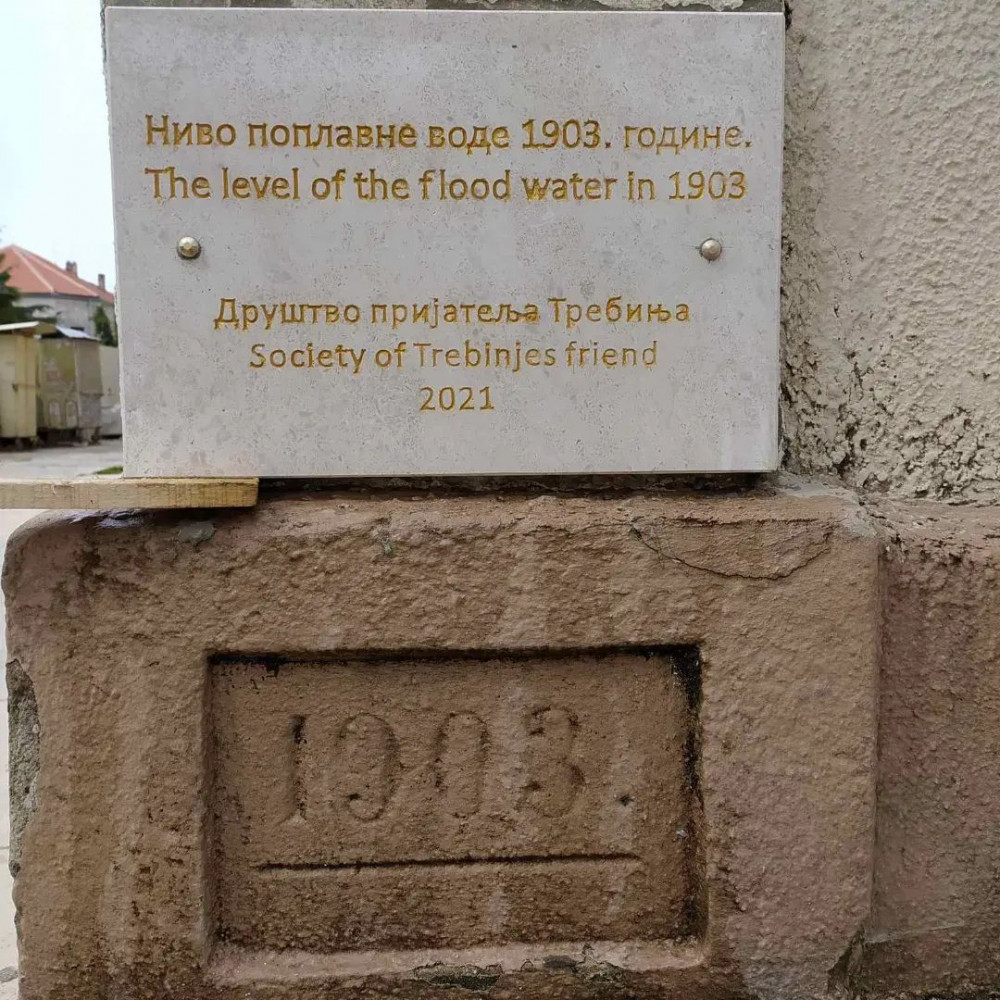 Ниво поплавне воде 1903. године.
The level of the flood water in 1903
Друштво пријатеља Требиња
Society of Trebinjes friend
2021
1903.